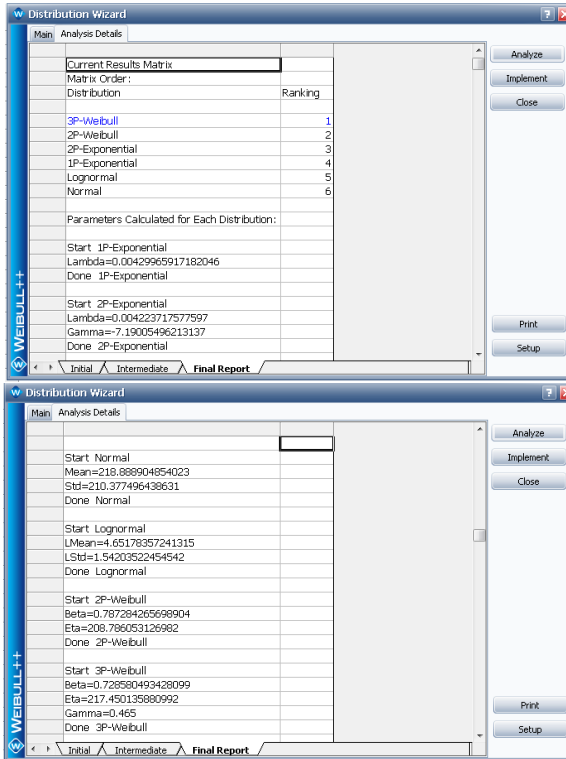 Distribution Wizard
Main Analysis Details
Current Results Matrix
Matrix Order:
Distribution Ranking
3P-Weibull 1
2P-Weibull 2
2P-Exponential 3
1P-Exponential 4
Lognormal 5
Normal 6
Parameters Calculated for Each Distribution:
Start 1P-Exponential
Lambda=0.00429965917182046
Done 1P-Exponential
Start 2P-Exponential
Lambda=0.004223717577597
Gamma=-7.19005496213137
Done 2P-Exponential
Initial Intermediate Final Report
Analyze
Implement
Close
Print
Setup
WEIBULL++
Distribution Wizard
Main Analysis Details
Start Normal
Mean=218.888904854023
Std=210.377496438631
Done Normal
Start Lognormal
LMean=4.65178357241315
LStd=1.54203522454542
Done Lognormal
Start 2P-Weibull
Beta=0.787284265698904
Eta=208.786053126982
Done 2P-Weibull
Start 3P-Weibull
Beta=0.728580493428099
Eta=217.450135880992
Gamma=0.465
Done 3P-Weibull
Initial Intermediate Final Report
Analyze
Implement
Close
Print
Setup
WEIBULL++